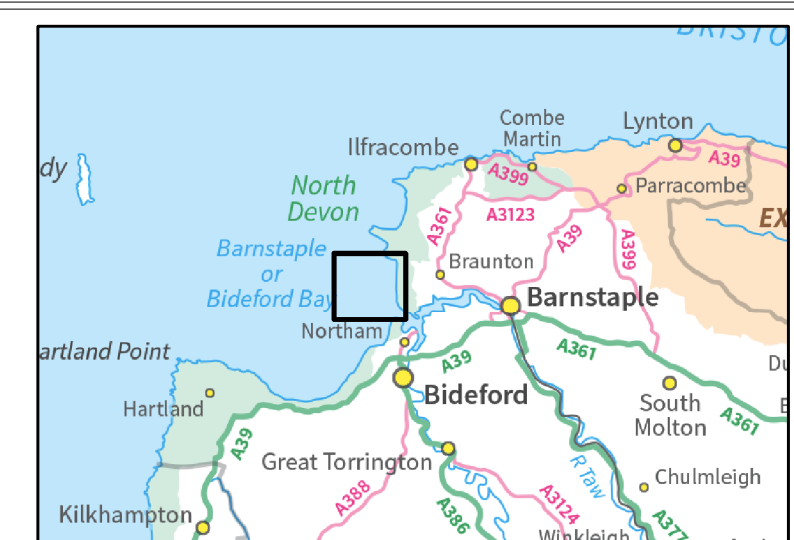 BRISTO
Combe
Martin
Lynton
Ilfracombe
A39
dy
A399
Parracombe
North
Devon
A3123
A361
A39
A399
EX
Barnstaple
or
Bideford Bay
Braunton
Barnstaple
Northam
artland Point
A39
A361
Du
Bideford
Hartland
South
Molton
A361
A39
Great Torrington
R Taw
Chulmleigh
A388
A3124
A386
Kilkhampton
A377
Winkleigh